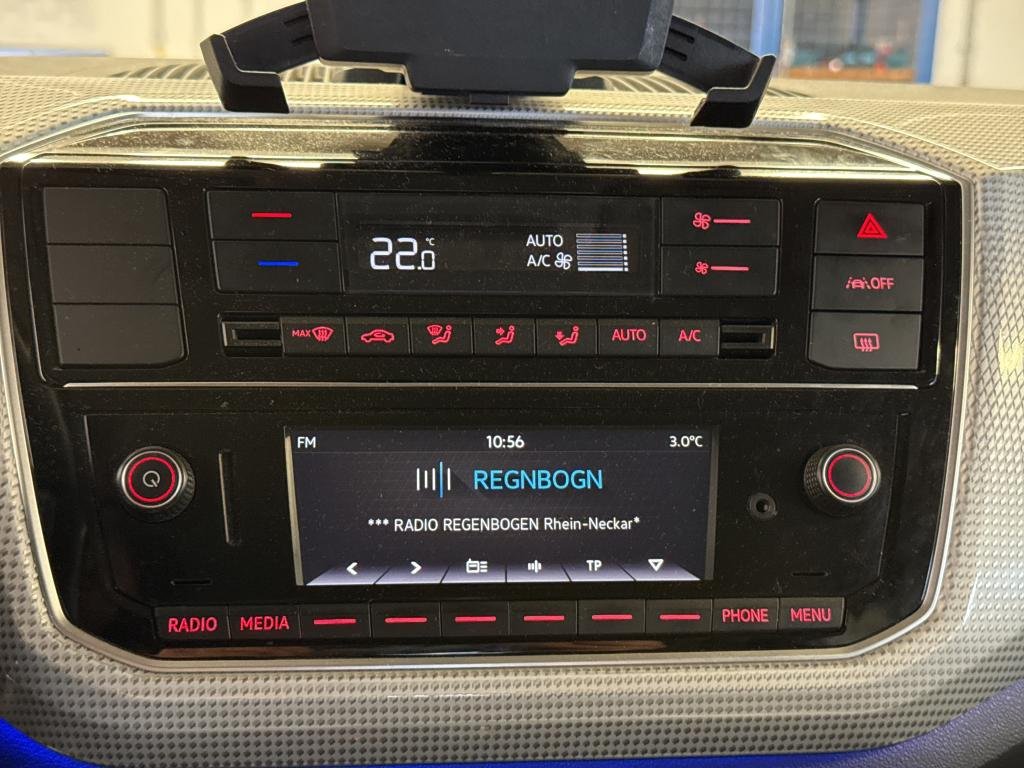 22.0 °C
AUTO
A/C
OFF
MAX
AUTO
A/C
FM 10:56 3.0°C
REGNBOGN
*** RADIO REGENBOGEN Rhein-Neckar*
< > TP
RADIO MEDIA PHONE MENU